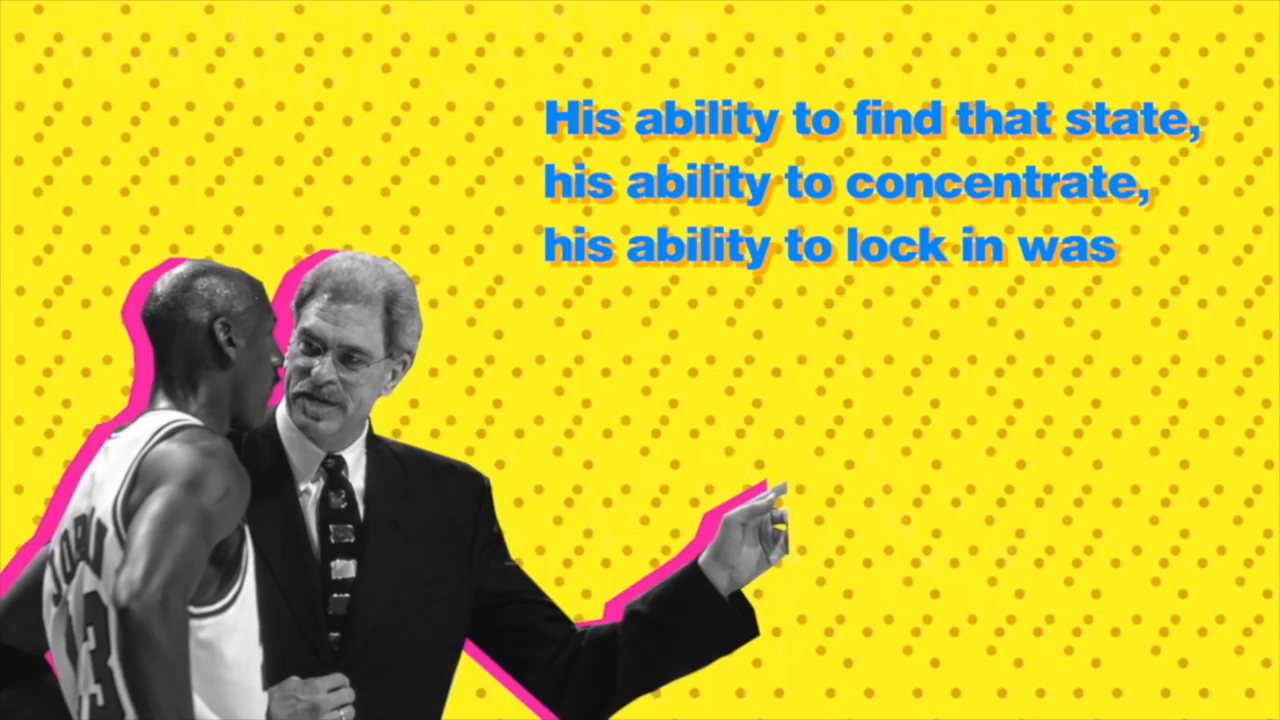 His ability to find that state,
his ability to concentrate,
his ability to lock in was